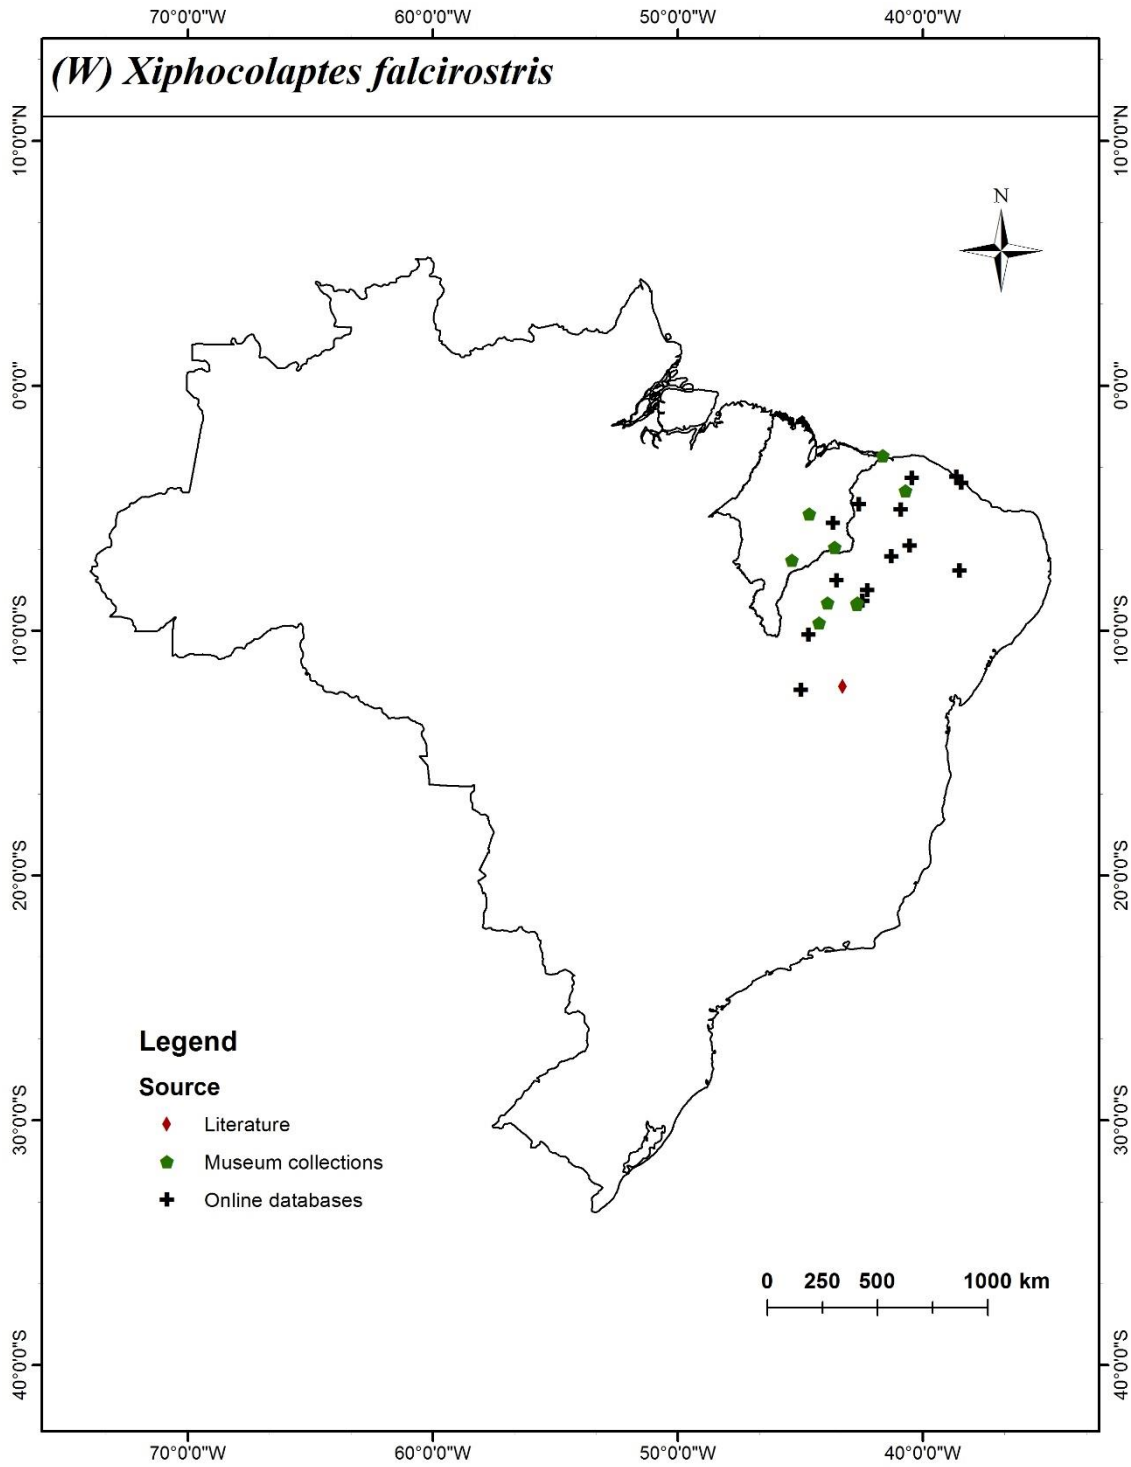 70°0'0"W 60°0'0"W 50°0'0"W 40°0'0"W
(W) Xiphocolaptes falcirostris
10°0'0"N 10°0'0"N
N
0°0'0" 0°0'0"
10°0'0"S 10°0'0"S
20°0'0"S 20°0'0"S
Legend
Source
Literature
Museum collections
Online databases
30°0'0"S 30°0'0"S
0 250 500 1000 km
40°0'0"S 40°0'0"S
70°0'0"W 60°0'0"W 50°0'0"W 40°0'0"W